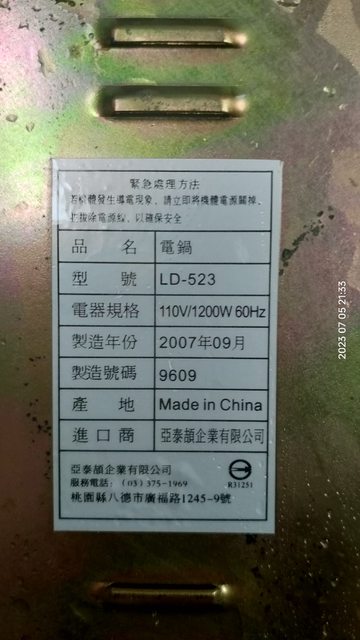 緊急處理方法
若機體發生導電現象、請立即將機體電源關掉、
并拔除電源線、以確保安全
品 名 電鍋
型 號 LD-523
電器規格 110V/1200W 60Hz
製造年份 2007年09月
製造號碼 9609
產 地 Made in China
進口商 亞泰頡企業有限公司
亞泰頡企業有限公司
服務電話：(03)375-1969
桃園縣八德市廣福路1245-9號
R31251
2023 07 05 21:33